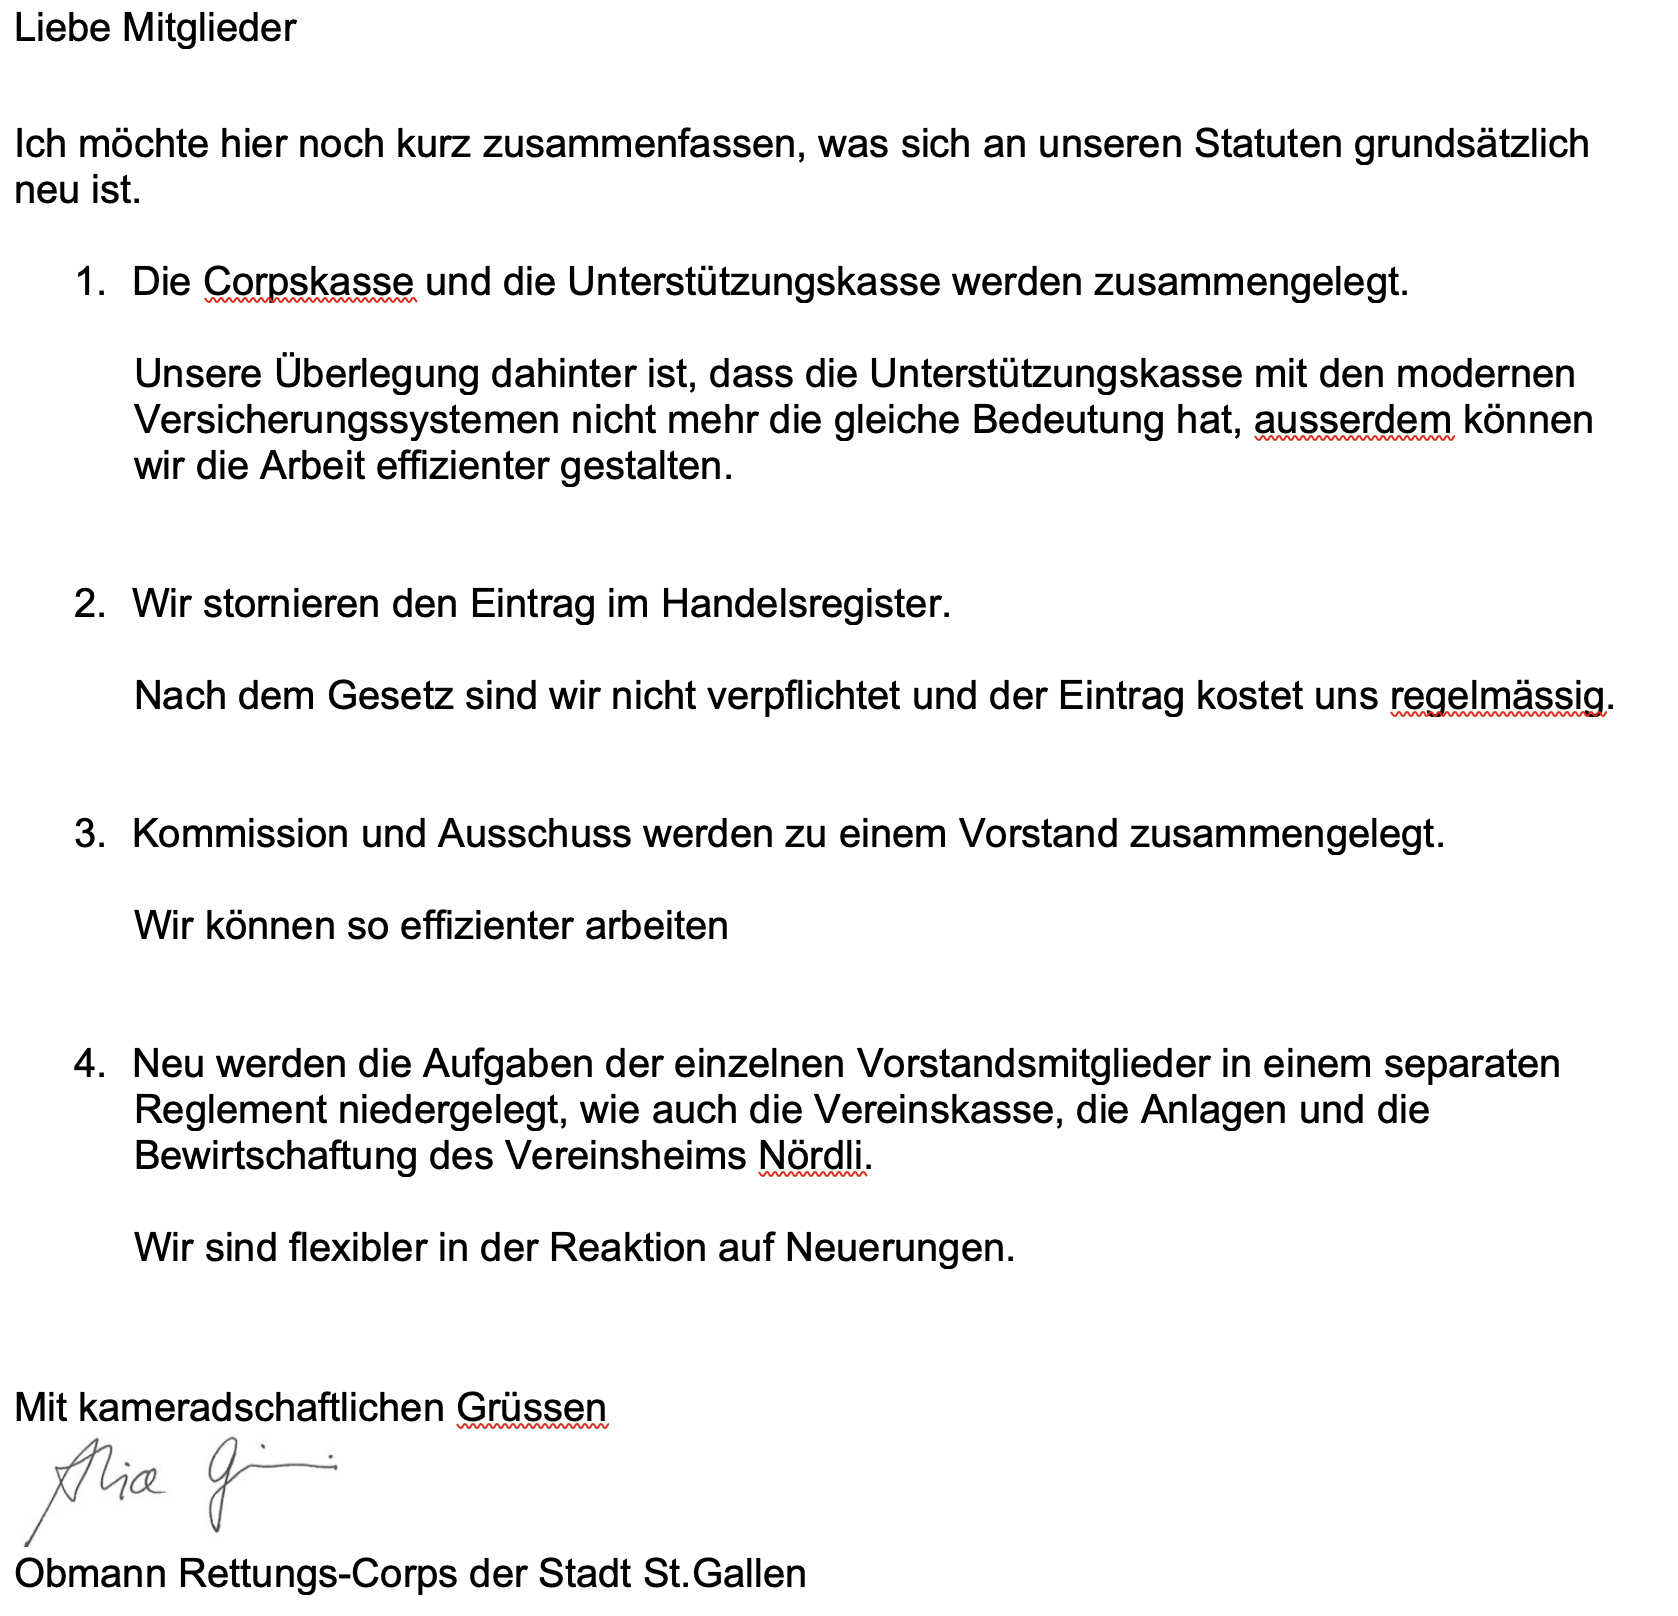 Liebe Mitglieder
Ich möchte hier noch kurz zusammenfassen, was sich an unseren Statuten grundsätzlich
neu ist.
1. Die Corpskasse und die Unterstützungskasse werden zusammengelegt.
Unsere Überlegung dahinter ist, dass die Unterstützungskasse mit den modernen
Versicherungssystemen nicht mehr die gleiche Bedeutung hat, ausserdem können
wir die Arbeit effizienter gestalten.
2. Wir stornieren den Eintrag im Handelsregister.
Nach dem Gesetz sind wir nicht verpflichtet und der Eintrag kostet uns regelmässig.
3. Kommission und Ausschuss werden zu einem Vorstand zusammengelegt.
Wir können so effizienter arbeiten
4. Neu werden die Aufgaben der einzelnen Vorstandsmitglieder in einem separaten
Reglement niedergelegt, wie auch die Vereinskasse, die Anlagen und die
Bewirtschaftung des Vereinsheims Nördli.
Wir sind flexibler in der Reaktion auf Neuerungen.
Mit kameradschaftlichen Grüssen
Obmann Rettungs-Corps der Stadt St.Gallen